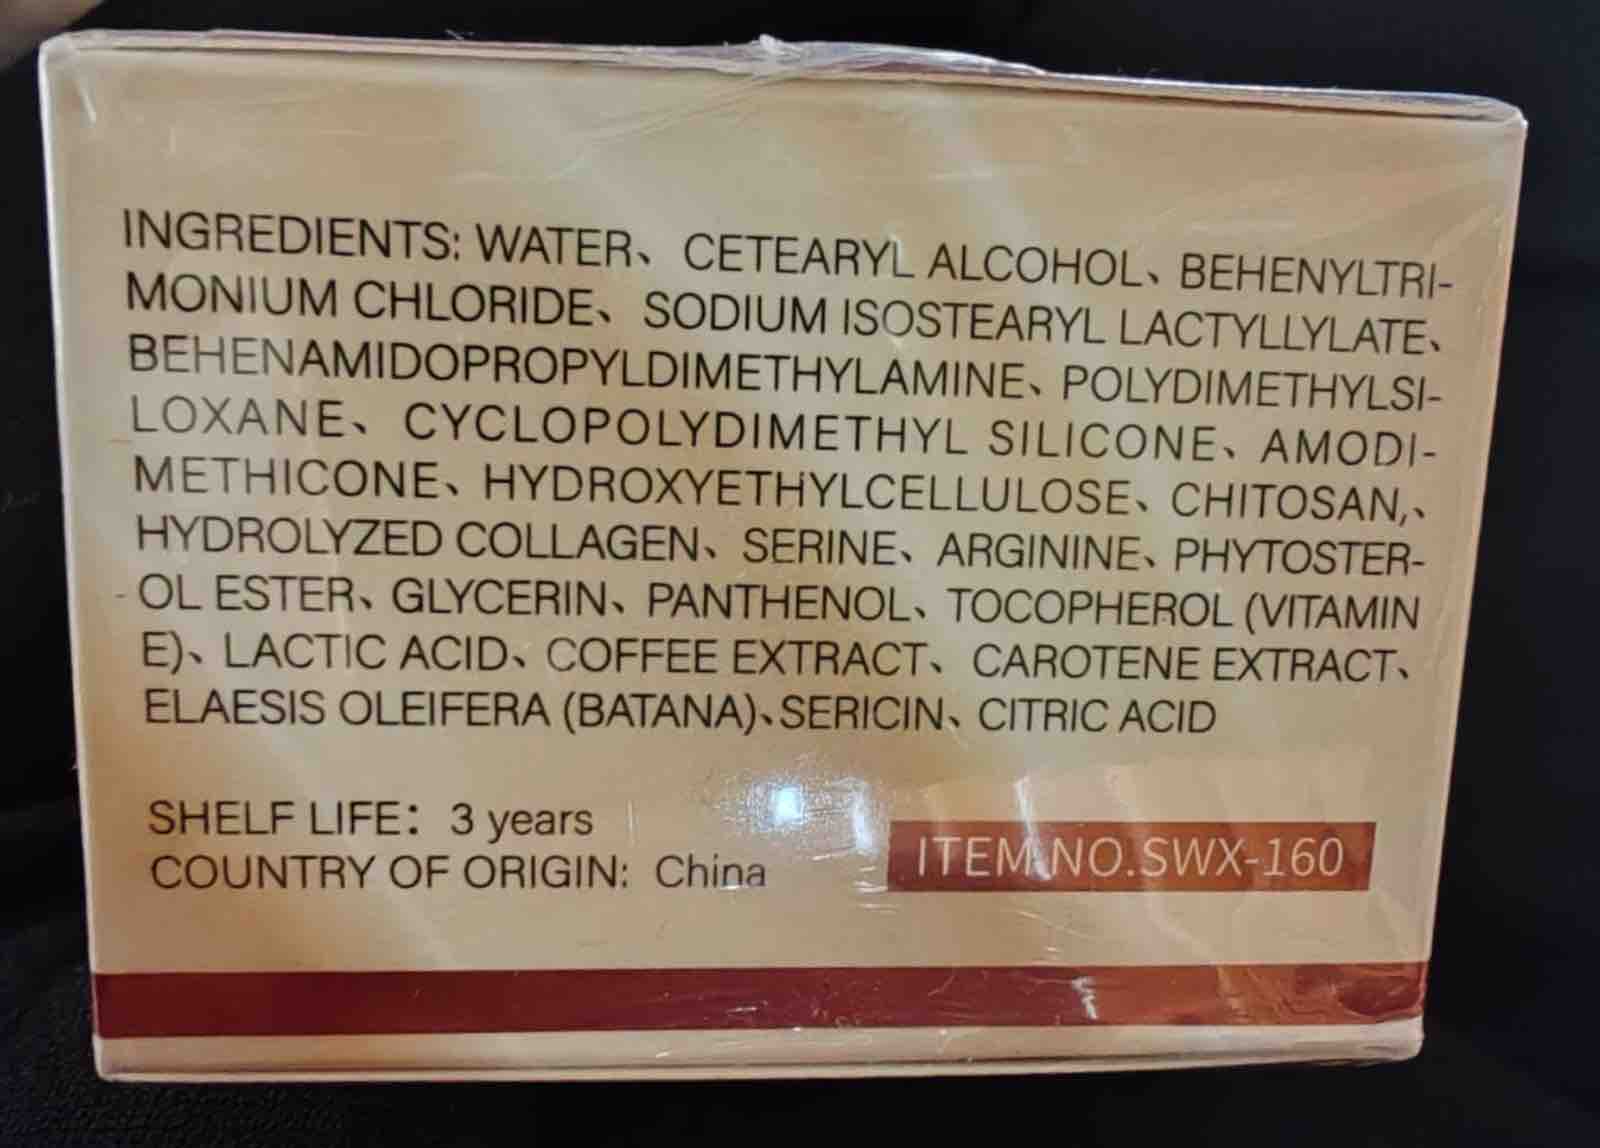 INGREDIENTS: WATER、 CETEARYL ALCOHOL、BEHENYLTRI-
MONIUM CHLORIDE、 SODIUM ISOSTEARYL LACTYLLYLATE、
BEHENAMIDOPROPYLDIMETHYLAMINE、POLYDIMETHYLSI-
LOXANE、 CYCLOPOLYDIMETHYL SILICONE、AMODI-
METHICONE、HYDROXYETHYLCELLULOSE、CHITOSAN,、
HYDROLYZED COLLAGEN、 SERINE、ARGININE、PHYTOSTER-
OL ESTER、GLYCERIN、PANTHENOL、TOCOPHEROL (VITAMIN
E)、LACTIC ACID、COFFEE EXTRACT、 CAROTENE EXTRACT、
ELAESIS OLEIFERA (BATANA)、SERICIN、CITRIC ACID
SHELF LIFE: 3 years
COUNTRY OF ORIGIN: China
ITEM NO.SWX-160